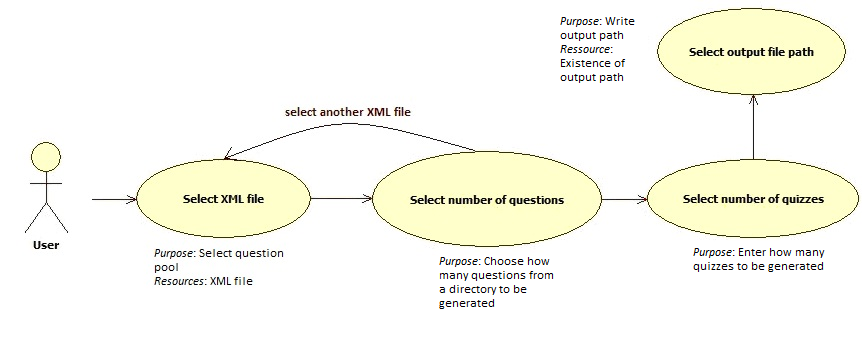 Purpose: Write
output path
Ressource:
Existence of
output path
Select output file path
select another XML file
Select XML file
Select number of questions
Select number of quizzes
User
Purpose: Select question
pool
Resources: XML file
Purpose: Choose how
many questions from
a directory to be
generated
Purpose: Enter how many
quizzes to be generated